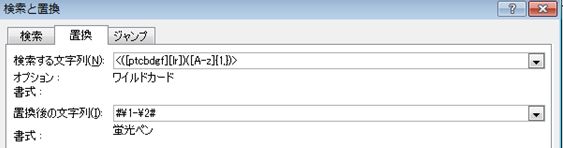 検索と置換
検索 置換 ジャンプ
検索する文字列(N): <([ptcbdgf][lr])([A-z]{1,})>
オプション: ワイルドカード
書式:
置換後の文字列(I): #¥1-¥2#
書式: 蛍光ペン